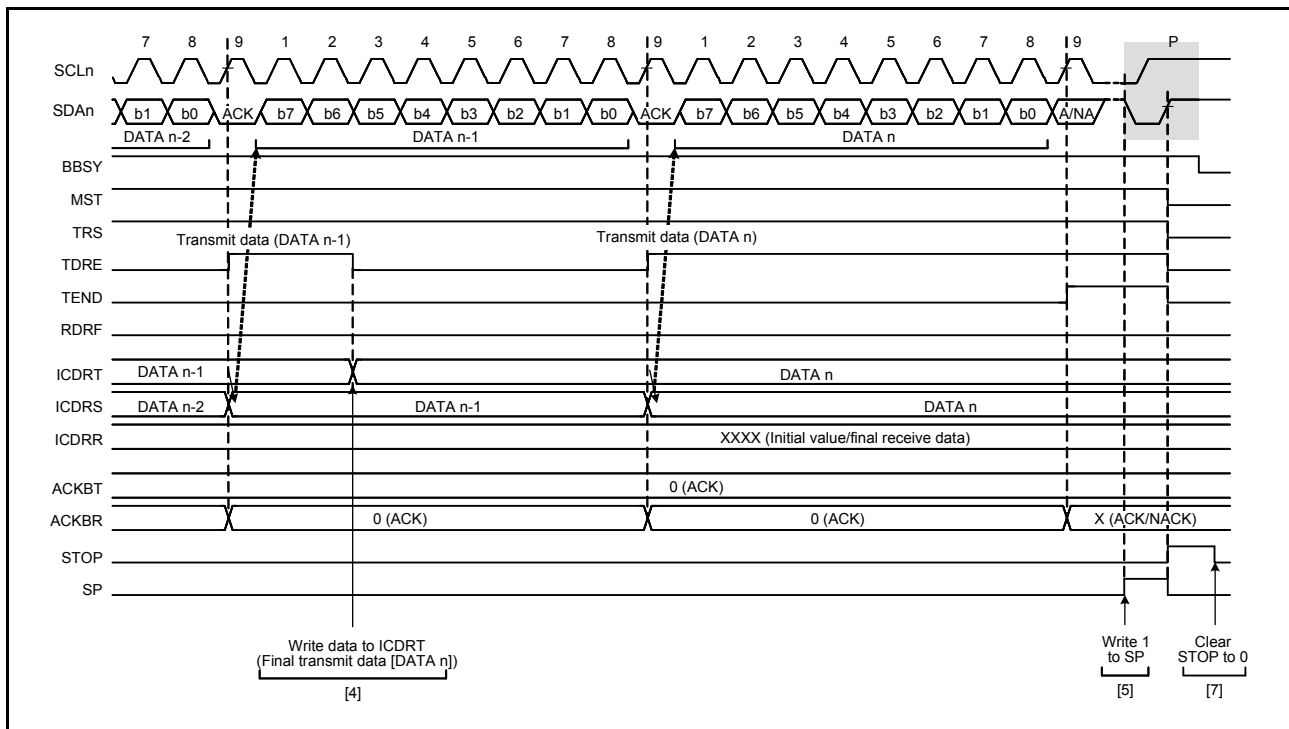 7 8 9 1 2 3 4 5 6 7 8 9 1 2 3 4 5 6 7 8 9 P
SCLn
SDAn b1 b0 ACK b7 b6 b5 b4 b3 b2 b1 b0 ACK b7 b6 b5 b4 b3 b2 b1 b0 A/NA
DATA n-2 DATA n-1 DATA n
BBSY
MST
TRS
Transmit data (DATA n-1) Transmit data (DATA n)
TDRE
TEND
RDRF
ICDRT DATA n-1 DATA n
ICDRS DATA n-2 DATA n-1 DATA n
ICDRR XXXX (Initial value/final receive data)
ACKBT 0 (ACK)
ACKBR 0 (ACK) 0 (ACK) X (ACK/NACK)
STOP
SP
Write data to ICDRT
(Final transmit data [DATA n])
[4]
Write 1
to SP
[5]
Clear
STOP to 0
[7]